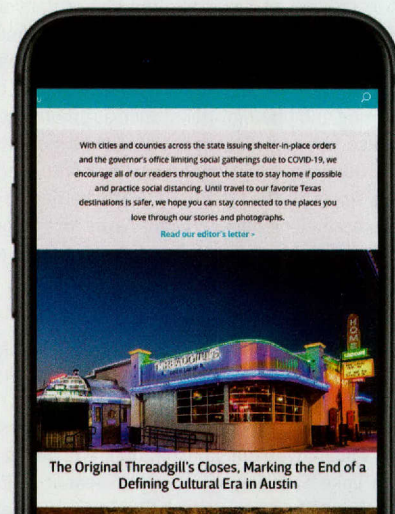 With cities and counties across the state issuing shelter-in-place orders
and the governor's office limiting social gatherings due to COVID-19, we
encourage all of our readers throughout the state to stay home if possible
and practice social distancing. Until travel to our favorite Texas
destinations is safer, we hope you can stay connected to the places you
love through our stories and photographs.
Read our editor's letter »
THREADGILL'S
HOME
The Original Threadgill's Closes, Marking the End of a
Defining Cultural Era in Austin